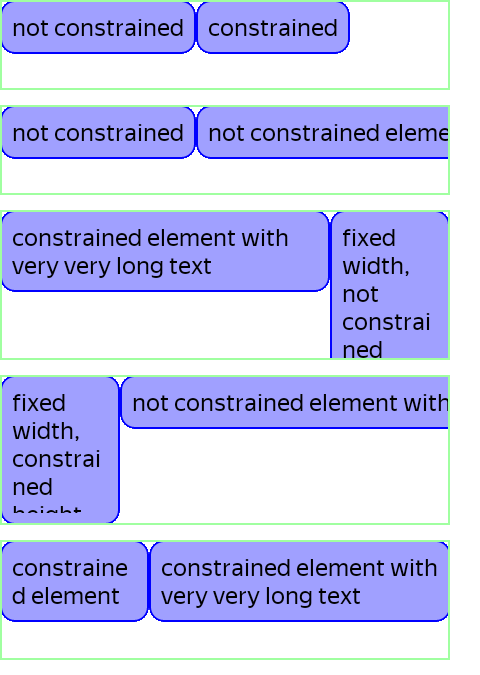 not constrained constrained
not constrained not constrained eleme
constrained element with
very very long text
fixed
width,
not
constrai
ned
fixed
width,
constrai
ned
height
not constrained element with
constraine
d element
constrained element with
very very long text